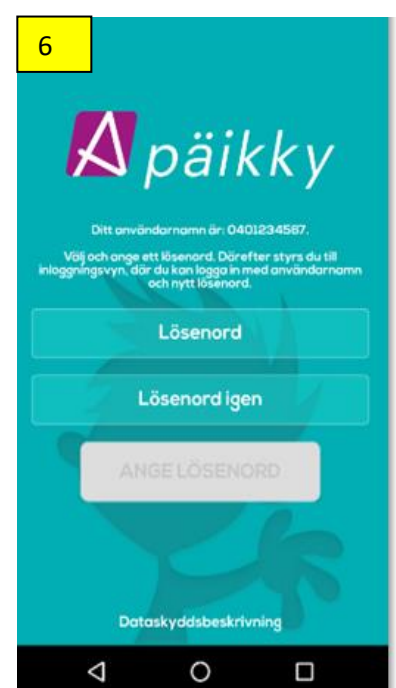 6
A päikky
Ditt användarnamn är: 0401234567.
Välj och ange ett lösenord. Därefter styrs du till
inloggningsvyn, där du kan logga in med användarnamn
och nytt lösenord.
Lösenord
Lösenord igen
ANGE LÖSENORD
Dataskyddsbeskrivning